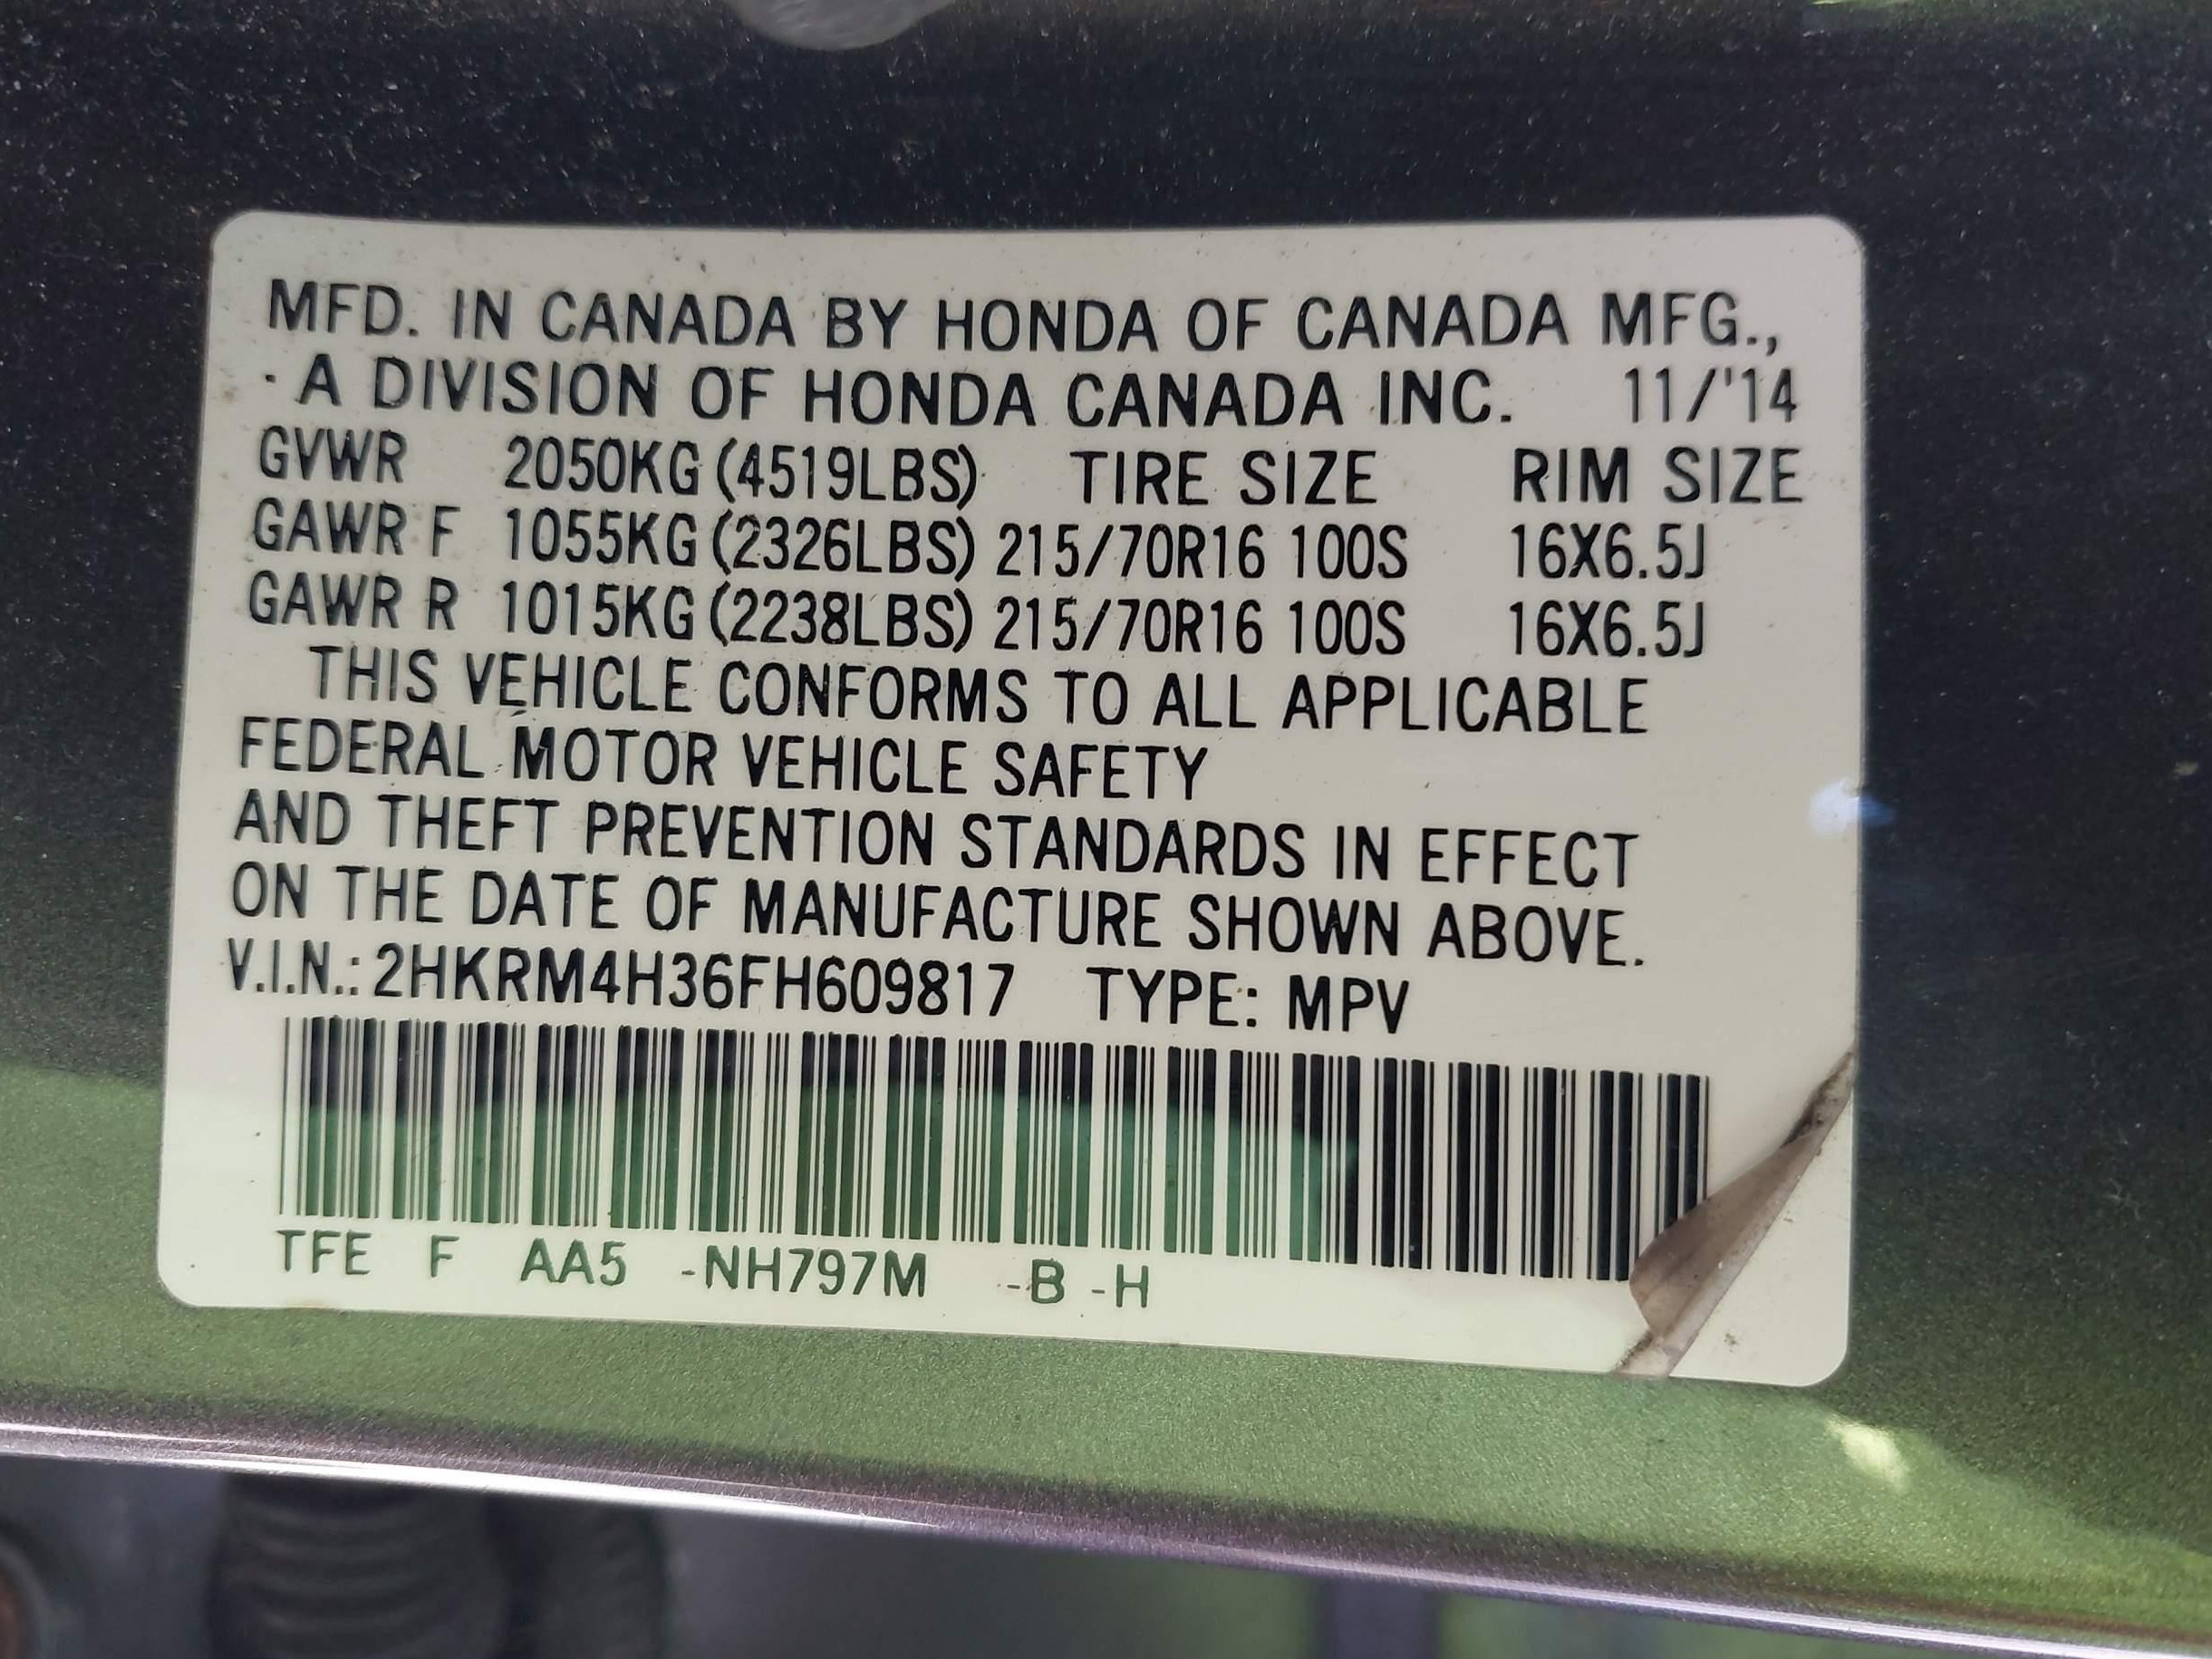 MFD. IN CANADA BY HONDA OF CANADA MFG.,
A DIVISION OF HONDA CANADA INC. 11/'14
GVWR 2050KG (4519LBS) TIRE SIZE RIM SIZE
GAWR F 1055KG (2326LBS) 215/70R16 100S 16X6.5J
GAWR R 1015KG (2238LBS) 215/70R16 100S 16X6.5J
THIS VEHICLE CONFORMS TO ALL APPLICABLE
FEDERAL MOTOR VEHICLE SAFETY
AND THEFT PREVENTION STANDARDS IN EFFECT
ON THE DATE OF MANUFACTURE SHOWN ABOVE.
V.I.N.: 2HKRM4H36FH609817 TYPE: MPV
TFE F AA5 -NH797M -B -H